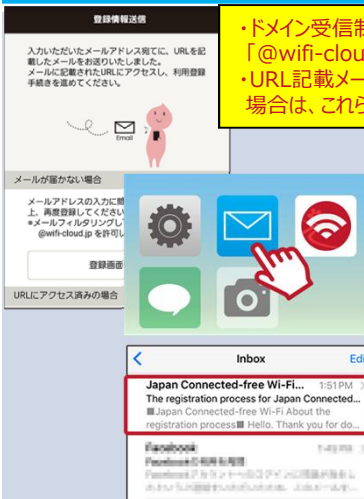 登録情報送信
入力いただいたメールアドレス宛てに、URLを記
載したメールをお送りいたしました。
メールに記載されたURLにアクセスし、利用登録
手続きを進めてください。
Email
メールが届かない場合
メールアドレスの入力に間
上、再度登録してください
※メールフィルタリングし
@wifi-cloud.jp を許可し
登録画面
URLにアクセス済みの場合
・ドメイン受信制
「@wifi-clou
・URL記載メー
場合は、これら
Inbox
Edi
Japan Connected-free Wi-Fi... 1:51 PM
The registration process for Japan Connected...
■Japan Connected-free Wi-Fi About the
registration process■ Hello. Thank you for do...
Facebook